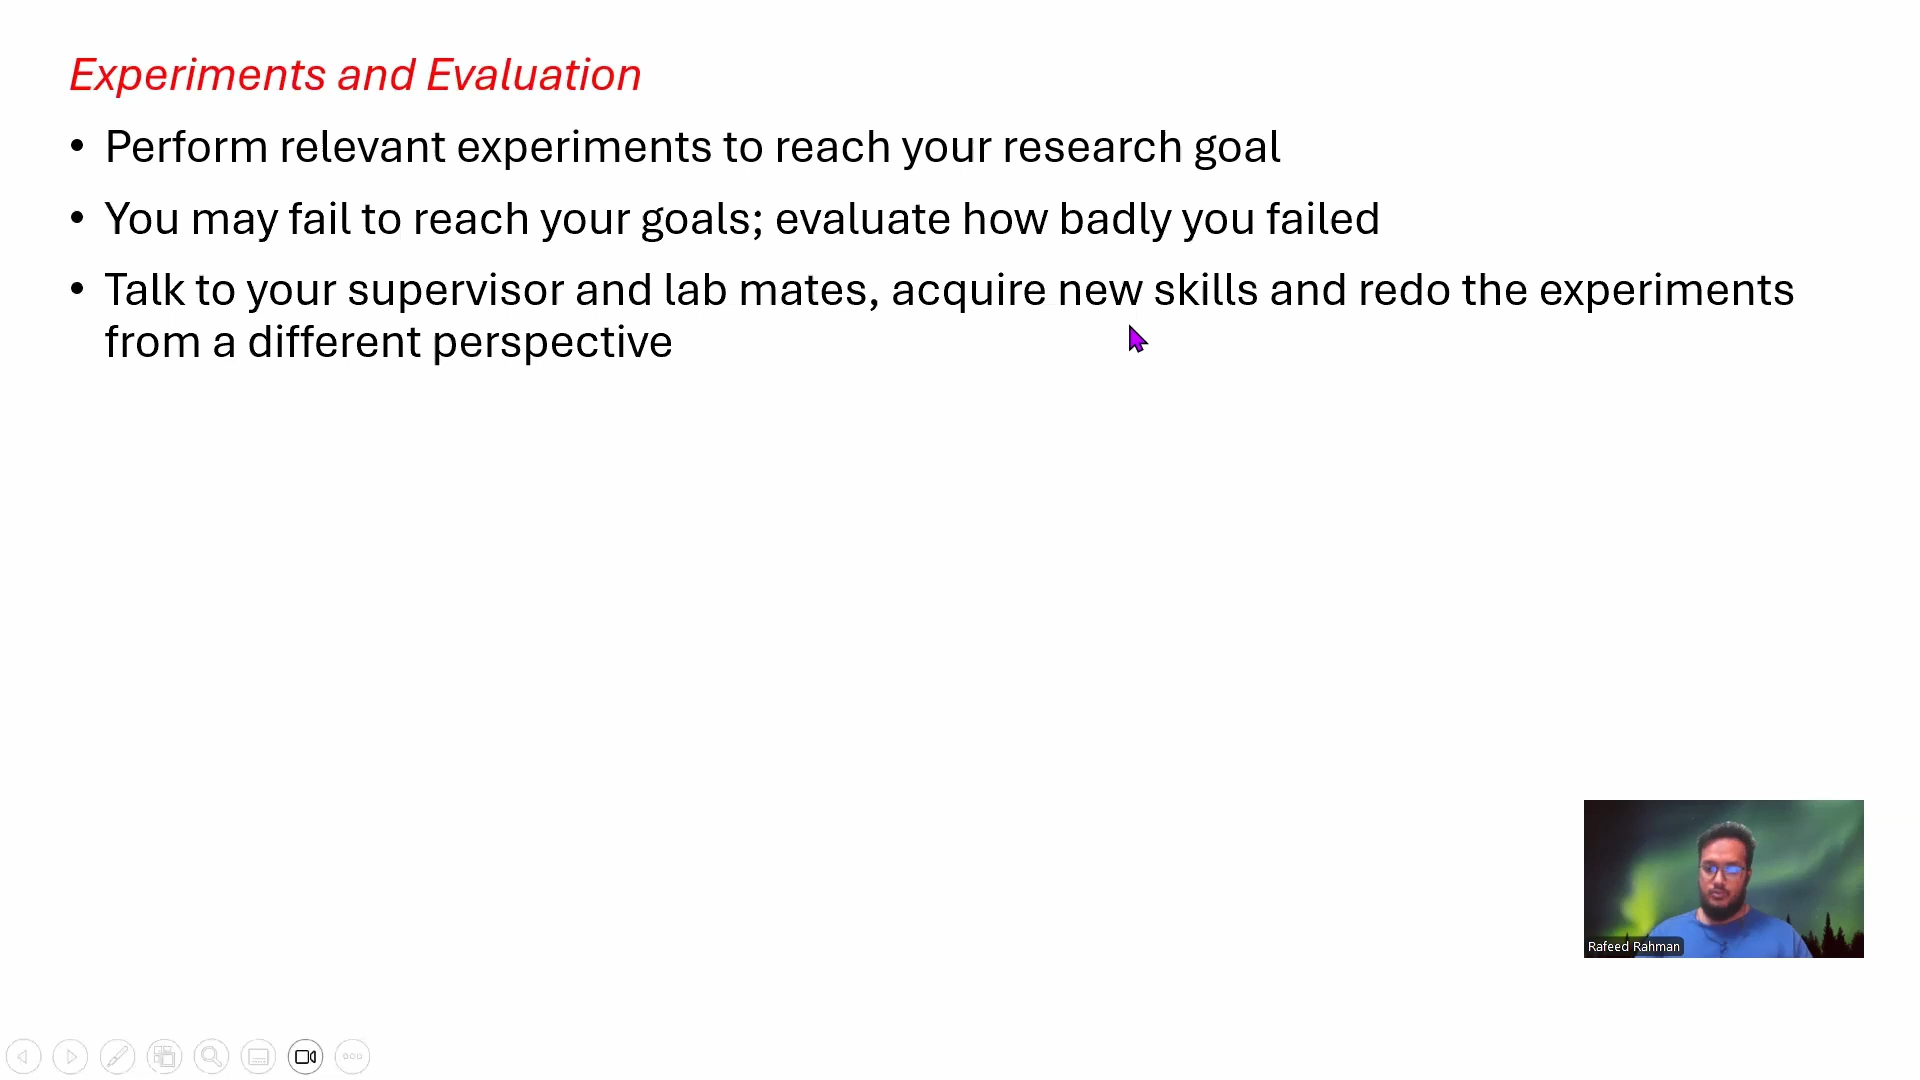 Experiments and Evaluation
• Perform relevant experiments to reach your research goal
• You may fail to reach your goals; evaluate how badly you failed
• Talk to your supervisor and lab mates, acquire new skills and redo the experiments
from a different perspective
Rafeed Rahman